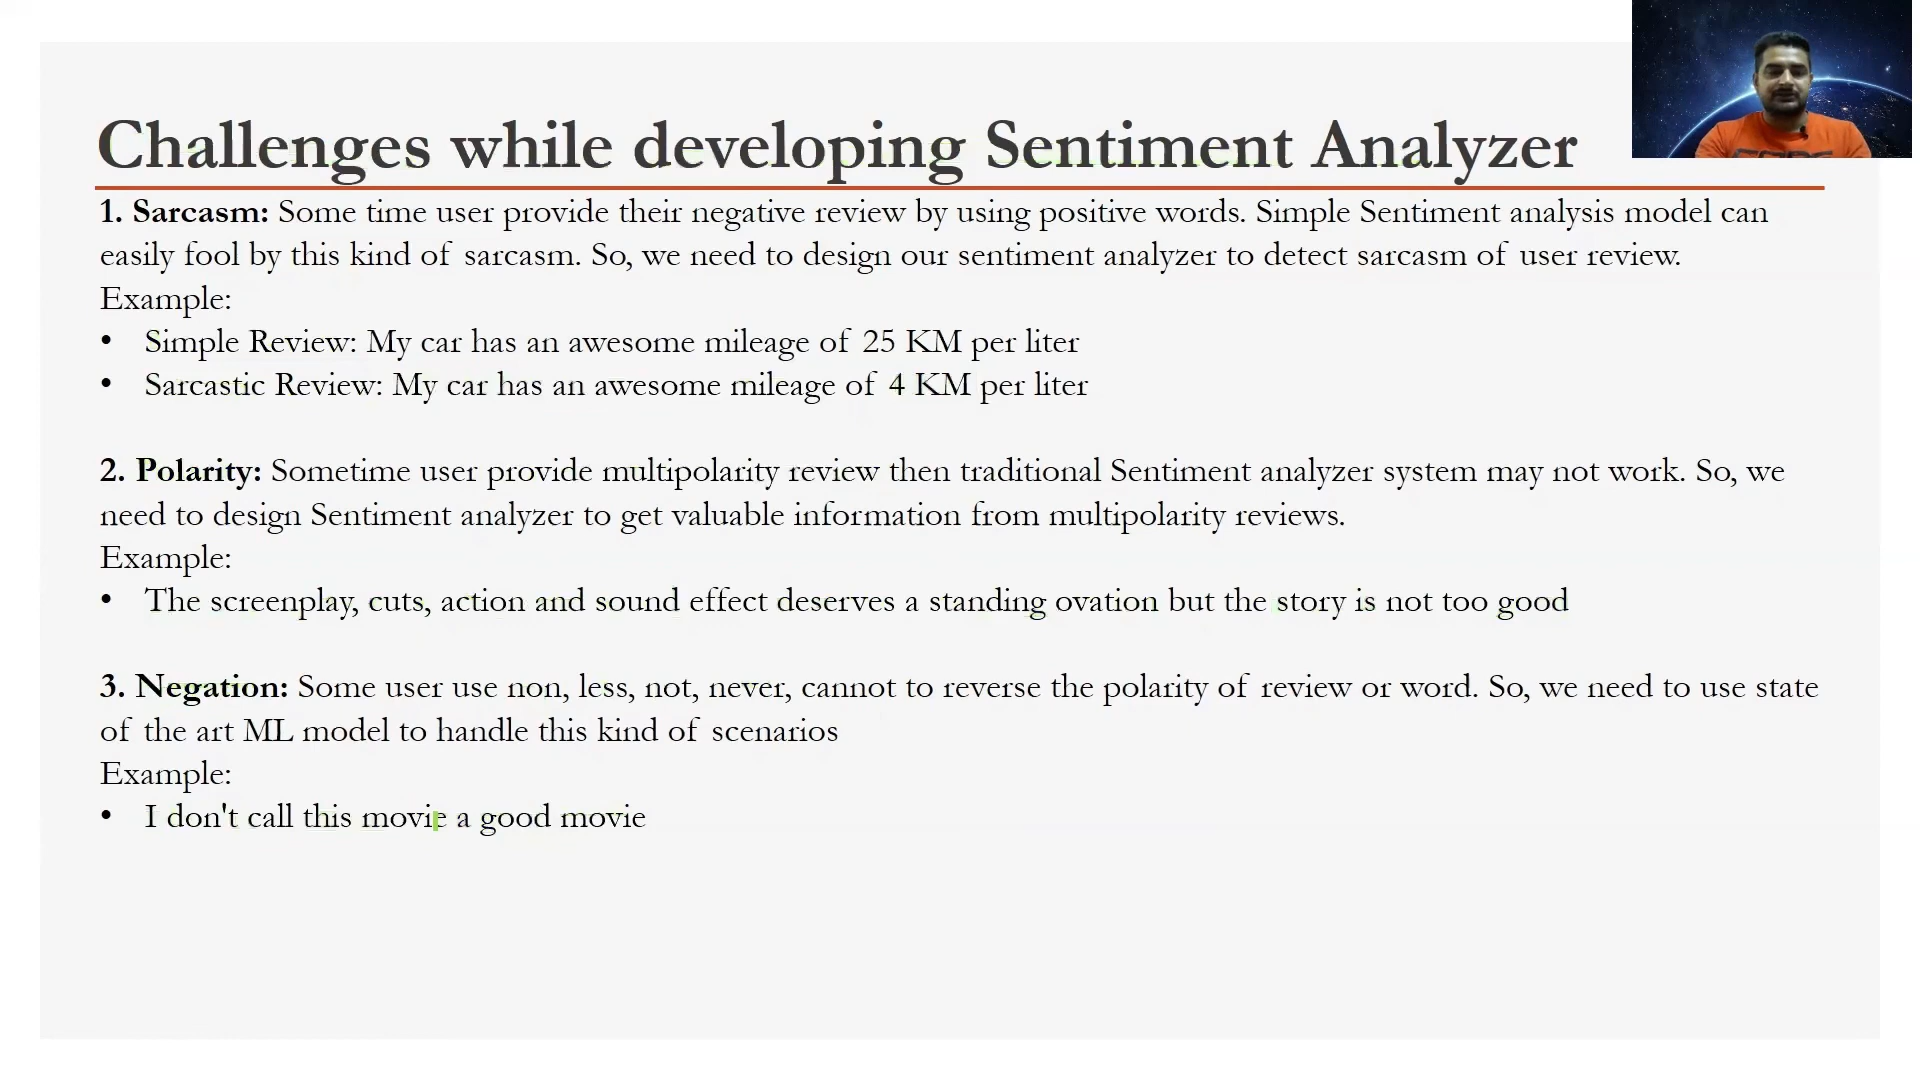 Challenges while developing Sentiment Analyzer
1. Sarcasm: Some time user provide their negative review by using positive words. Simple Sentiment analysis model can
easily fool by this kind of sarcasm. So, we need to design our sentiment analyzer to detect sarcasm of user review.
Example:
• Simple Review: My car has an awesome mileage of 25 KM per liter
• Sarcastic Review: My car has an awesome mileage of 4 KM per liter
2. Polarity: Sometime user provide multipolarity review then traditional Sentiment analyzer system may not work. So, we
need to design Sentiment analyzer to get valuable information from multipolarity reviews.
Example:
• The screenplay, cuts, action and sound effect deserves a standing ovation but the story is not too good
3. Negation: Some user use non, less, not, never, cannot to reverse the polarity of review or word. So, we need to use state
of the art ML model to handle this kind of scenarios
Example:
• I don't call this movie a good movie